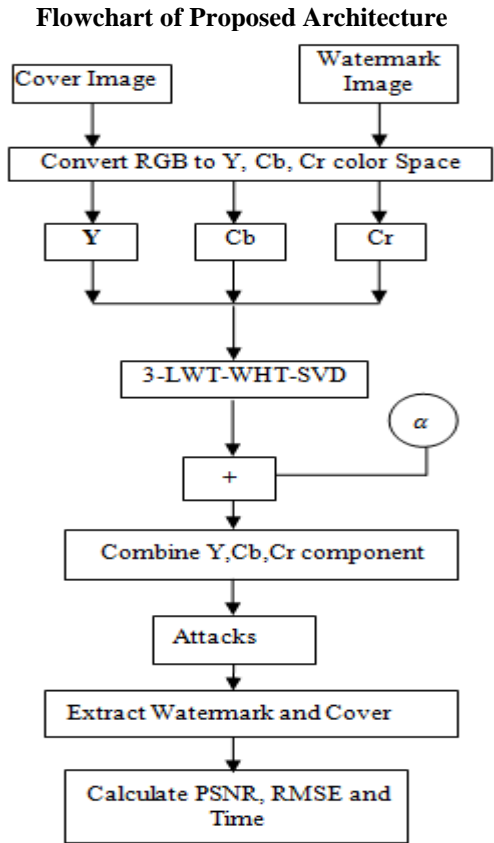 Flowchart of Proposed Architecture
Cover Image
Watermark
Image
Convert RGB to Y, Cb, Cr color Space
Y
Cb
Cr
3-LWT-WHT-SVD
α
+
Combine Y,Cb,Cr component
Attacks
Extract Watermark and Cover
Calculate PSNR, RMSE and
Time